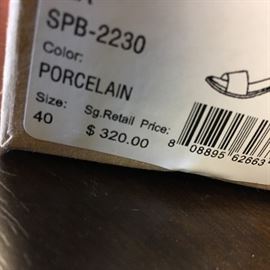 SPB-2230
Color:
PORCELAIN
Size: Sg.Retail Price:
40 $ 320.00
8 08895 62663